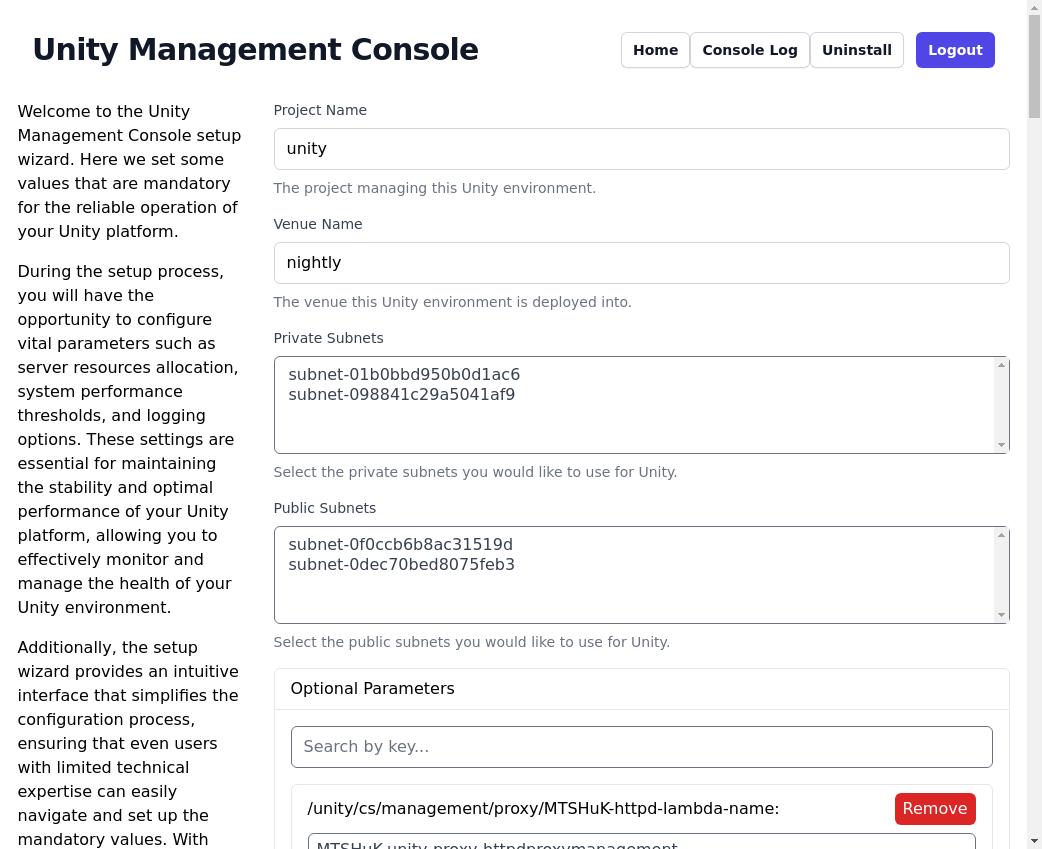 Unity Management Console
Home
Console Log
Uninstall
Logout
Welcome to the Unity
Management Console setup
wizard. Here we set some
values that are mandatory
for the reliable operation of
your Unity platform.
During the setup process,
you will have the
opportunity to configure
vital parameters such as
server resources allocation,
system performance
thresholds, and logging
options. These settings are
essential for maintaining
the stability and optimal
performance of your Unity
platform, allowing you to
effectively monitor and
manage the health of your
Unity environment.
Additionally, the setup
wizard provides an intuitive
interface that simplifies the
configuration process,
ensuring that even users
with limited technical
expertise can easily
navigate and set up the
mandatory values. With
Project Name
unity
The project managing this Unity environment.
Venue Name
nightly
The venue this Unity environment is deployed into.
Private Subnets
subnet-01b0bbd950b0d1ac6
subnet-098841c29a5041af9
Select the private subnets you would like to use for Unity.
Public Subnets
subnet-0f0ccb6b8ac31519d
subnet-0dec70bed8075feb3
Select the public subnets you would like to use for Unity.
Optional Parameters
Search by key...
/unity/cs/management/proxy/MTSHuK-httpd-lambda-name:
Remove
MTSHuK-unity-proxy-httpdproxymanagement